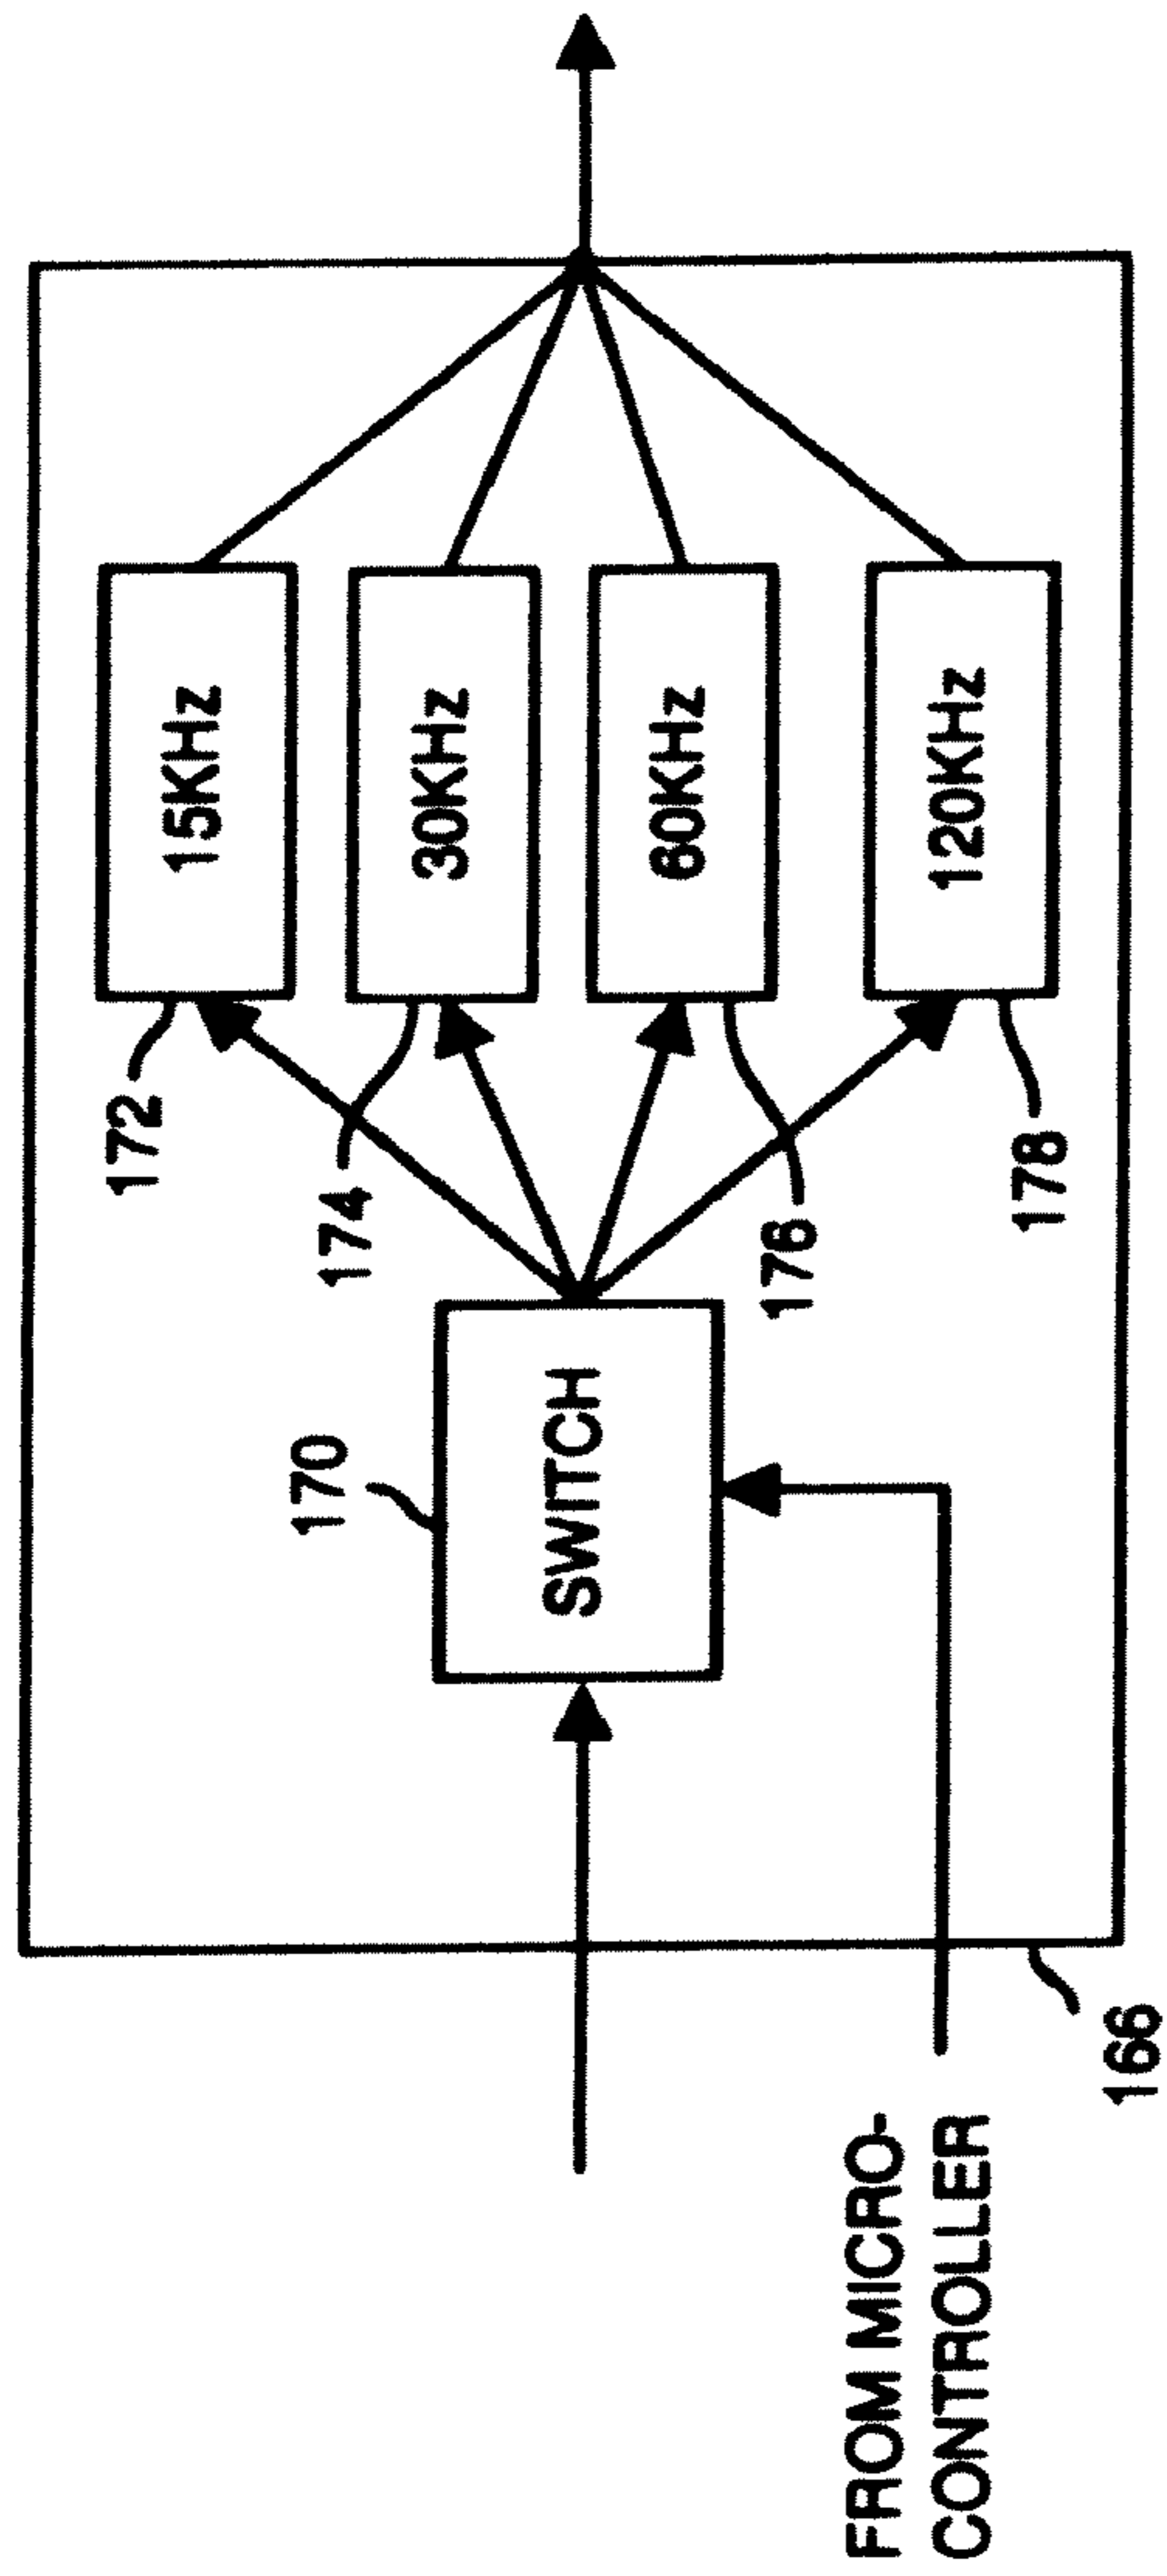 172
15KHz
174
30KHz
170
SWITCH
60KHz
176
120KHz
178
FROM MICRO-
CONTROLLER
166